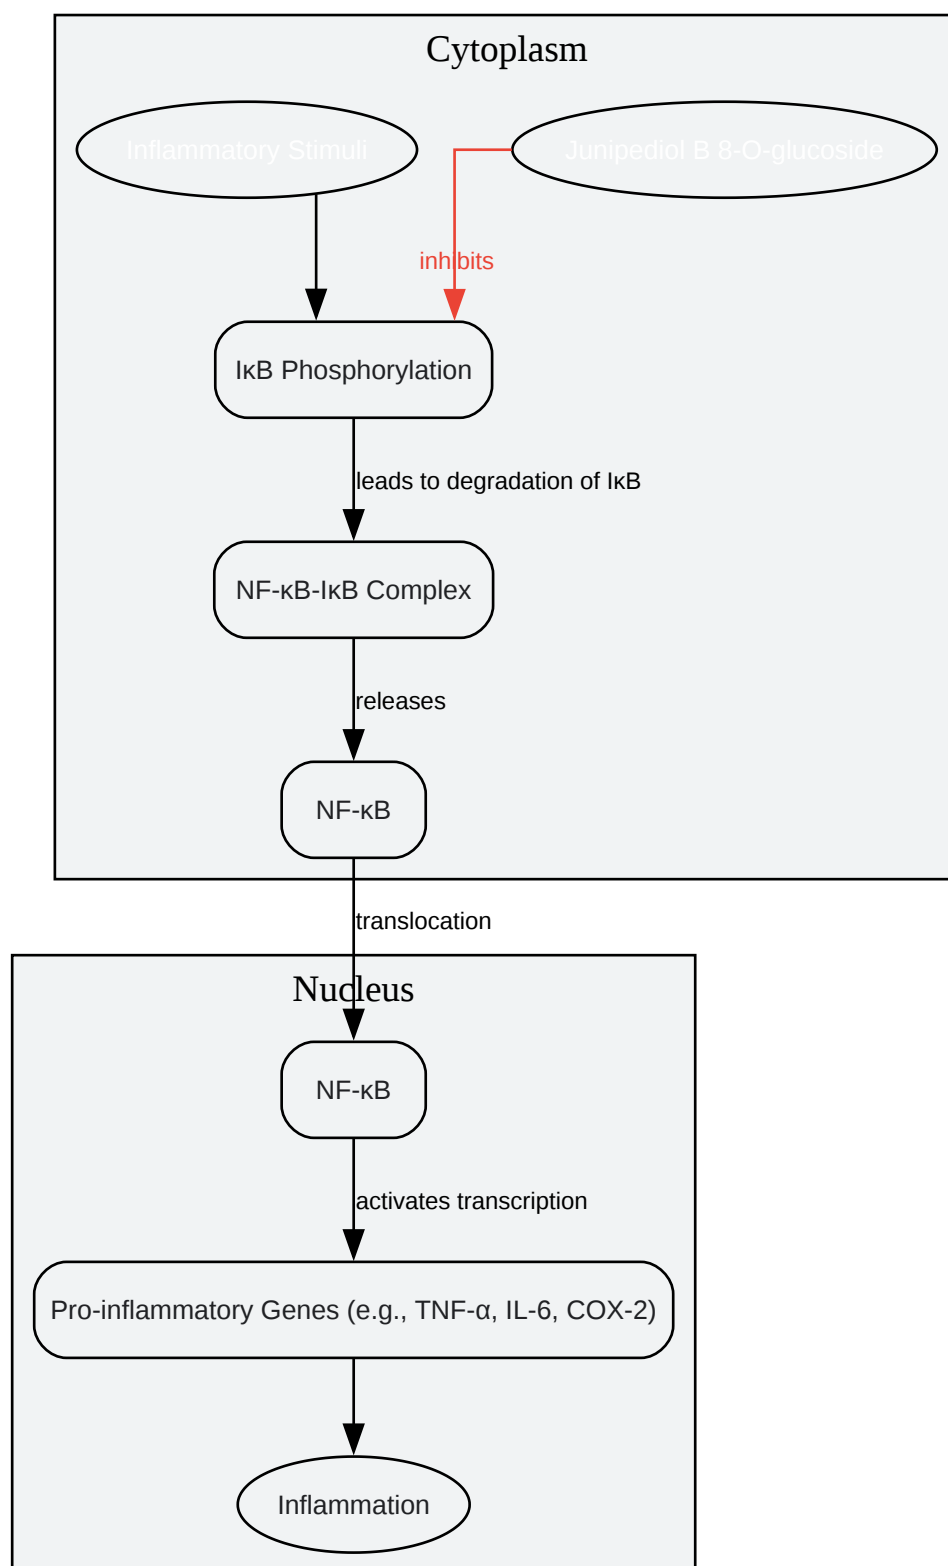 Cytoplasm
Inflammatory Stimuli
Junipediol B 8-O-glucoside
inhibits
IκB Phosphorylation
leads to degradation of IκB
NF-κB-IκB Complex
releases
NF-κB
translocation
Nucleus
NF-κB
activates transcription
Pro-inflammatory Genes (e.g., TNF-α, IL-6, COX-2)
Inflammation